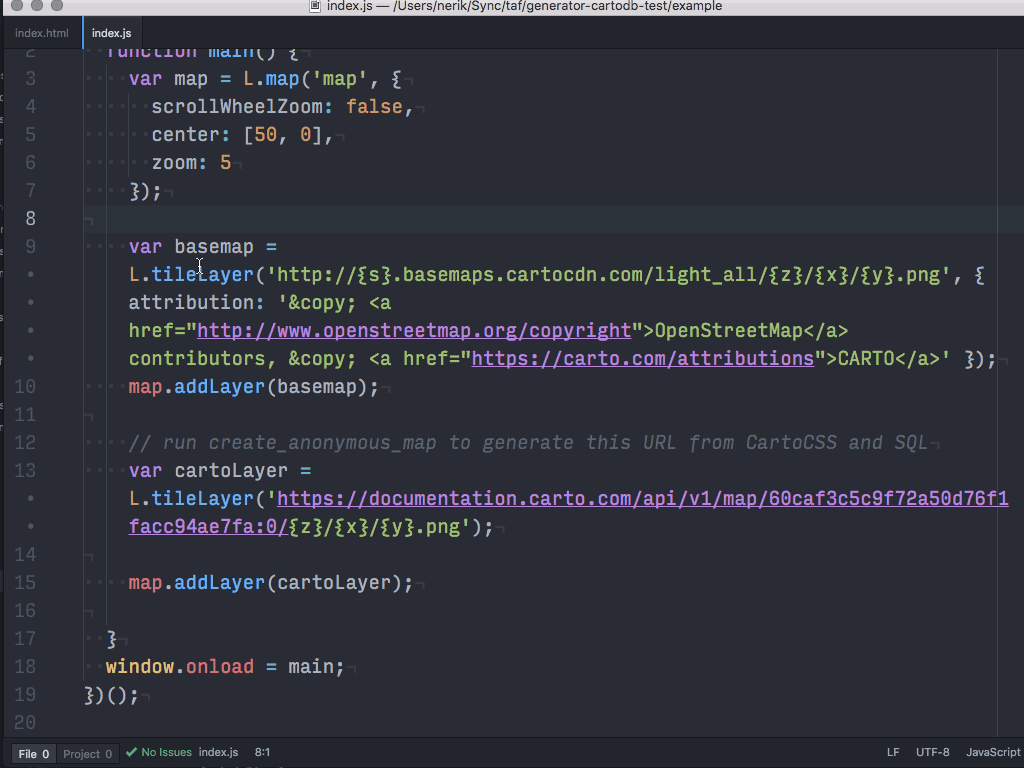 index.js — /Users/nerik/Sync/taf/generator-cartodb-test/example
index.html
index.js
2 function main() {
3 var map = L.map('map', {
4 scrollWheelZoom: false,
5 center: [50, 0],
6 zoom: 5
7 });
8
9 var basemap =
L.tileLayer('http://{s}.basemaps.cartocdn.com/light_all/{z}/{x}/{y}.png', {
attribution: '&copy; <a
href="http://www.openstreetmap.org/copyright">OpenStreetMap</a>
contributors, &copy; <a href="https://carto.com/attributions">CARTO</a>' });
10 map.addLayer(basemap);
11
12 // run create_anonymous_map to generate this URL from CartoCSS and SQL
13 var cartoLayer =
L.tileLayer('https://documentation.carto.com/api/v1/map/60caf3c5c9f72a50d76f1
facc94ae7fa:0/{z}/{x}/{y}.png');
14
15 map.addLayer(cartoLayer);
16
17 }
18 window.onload = main;
19 })();
20
File 0 Project 0 No Issues index.js 8:1 LF UTF-8 JavaScript